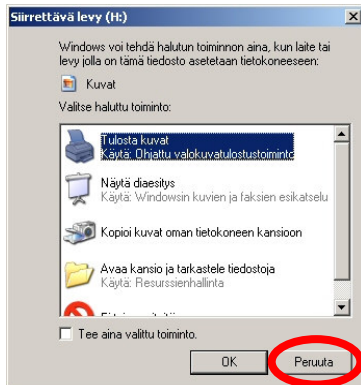 Siirrettävä levy (H:)
Windows voi tehdä halutun toiminnon aina, kun laite tai
levy jolla on tämä tiedosto asetetaan tietokoneeseen:
Kuvat
Valitse haluttu toiminto:
Tulosta kuvat
Käytä: Ohjattu valokuvatulostustoiminto
Näytä diaesitys
Käytä: Windowsin kuvien ja faksien esikatselu
Kopioi kuvat oman tietokoneen kansioon
Avaa kansio ja tarkastele tiedostoja
Käytä: Resurssienhallinta
Tee aina valittu toiminto.
OK
Peruuta